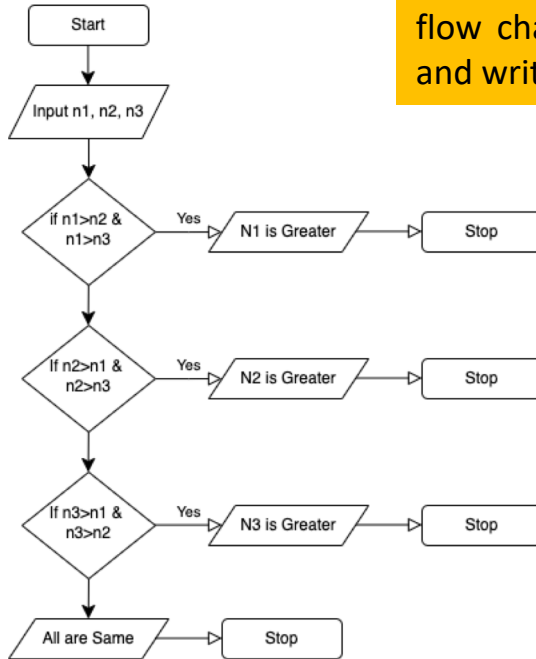 flow cha
and writ
Start
Input n1, n2, n3
if n1>n2 &
n1>n3
Yes
N1 is Greater
Stop
If n2>n1 &
n2>n3
Yes
N2 is Greater
Stop
If n3>n1 &
n3>n2
Yes
N3 is Greater
Stop
All are Same
Stop